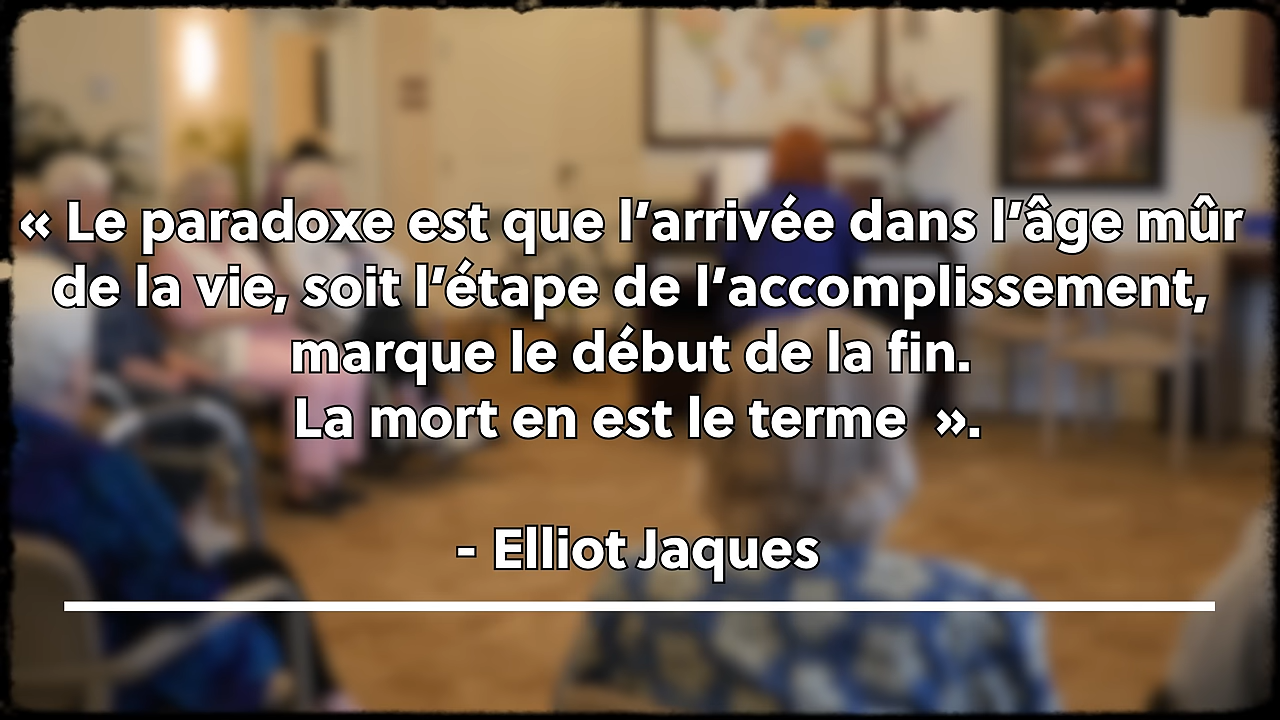 « Le paradoxe est que l’arrivée dans l’âge mûr
de la vie, soit l’étape de l’accomplissement,
marque le début de la fin.
La mort en est le terme  ».
- Elliot Jaques